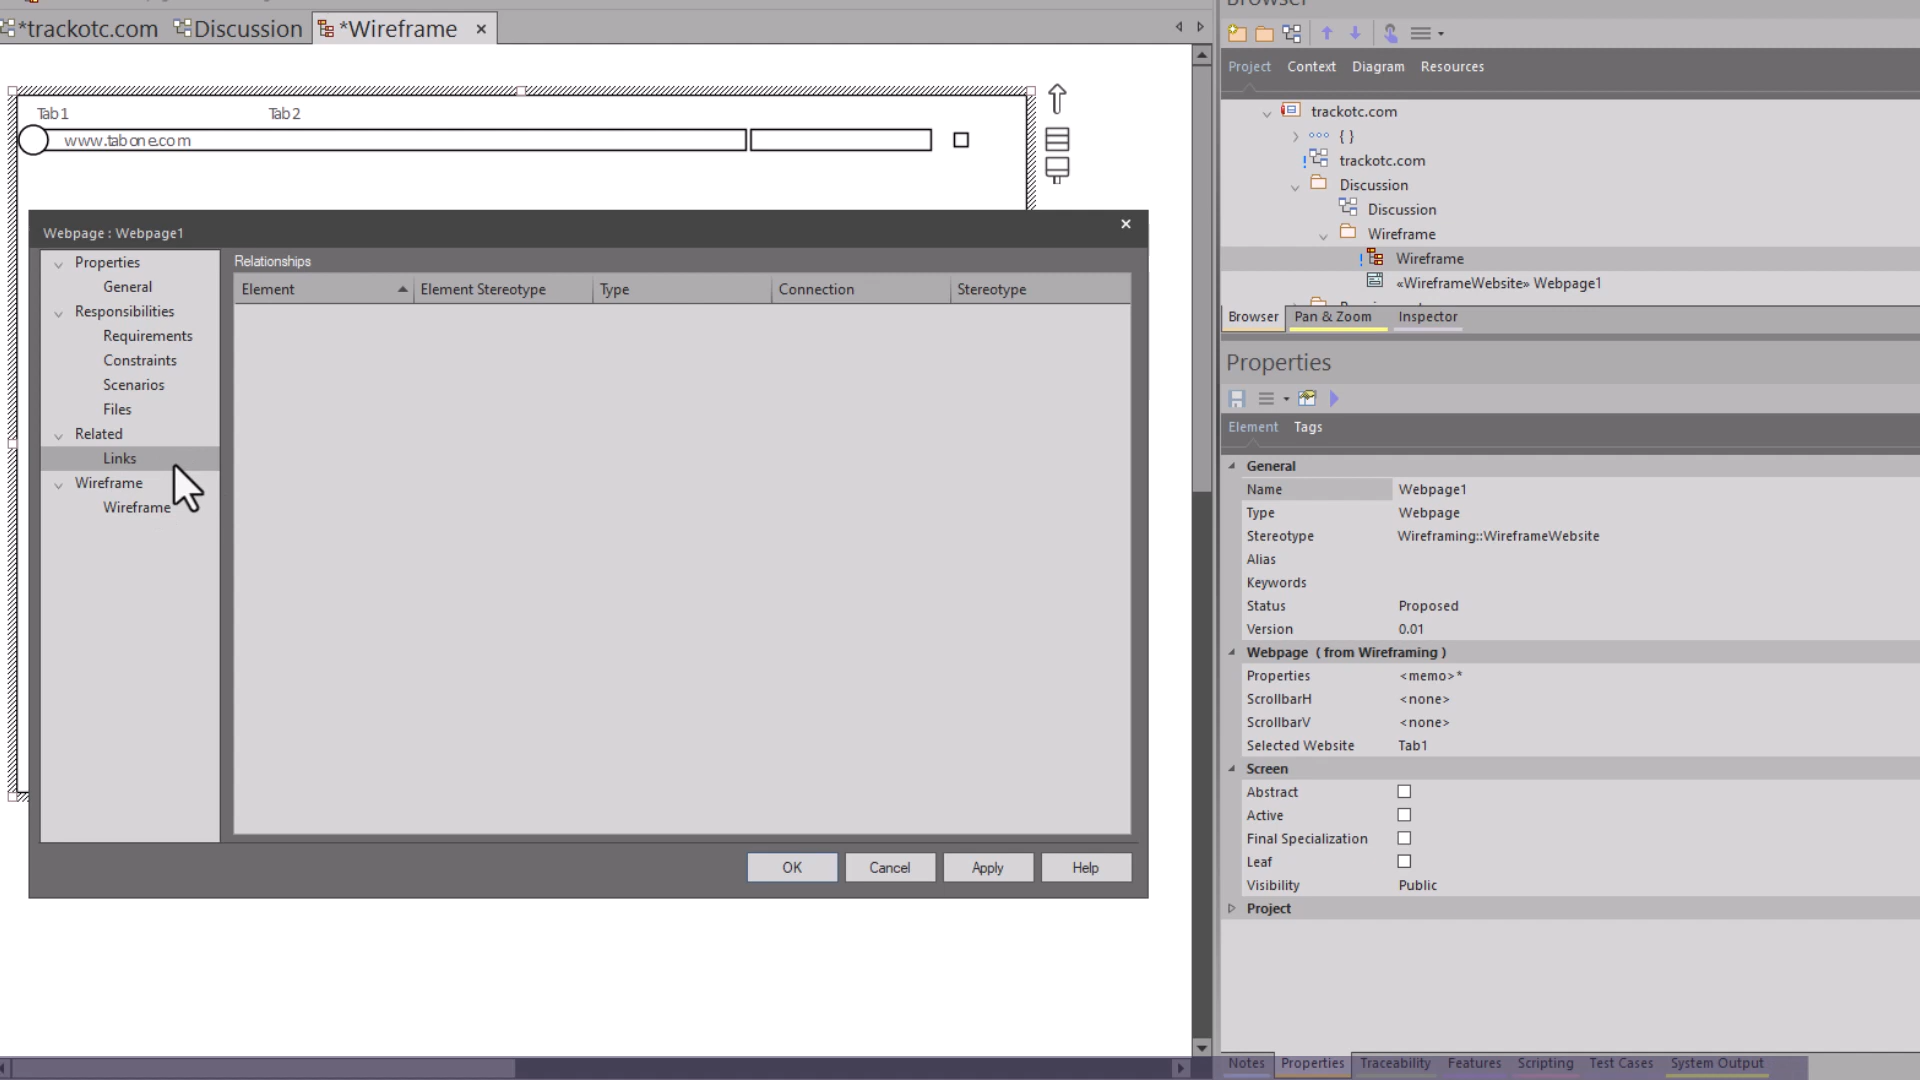 *trackotc.com Discussion *Wireframe
Tab 1 Tab 2
www.tabone.com
Webpage : Webpage1
Properties
General
Responsibilities
Requirements
Constraints
Scenarios
Files
Related
Links
Wireframe
Wireframe
Relationships
Element Element Stereotype Type Connection Stereotype
OK Cancel Apply Help
Browser
Project Context Diagram Resources
trackotc.com
{ }
trackotc.com
Discussion
Discussion
Wireframe
Wireframe
«WireframeWebsite» Webpage1
Browser Pan & Zoom Inspector
Properties
Element Tags
General
Name Webpage1
Type Webpage
Stereotype Wireframing::WireframeWebsite
Alias
Keywords
Status Proposed
Version 0.01
Webpage ( from Wireframing )
Properties <memo>*
ScrollbarH <none>
ScrollbarV <none>
Selected Website Tab1
Screen
Abstract
Active
Final Specialization
Leaf
Visibility Public
Project
Notes Properties Traceability Features Scripting Test Cases System Output